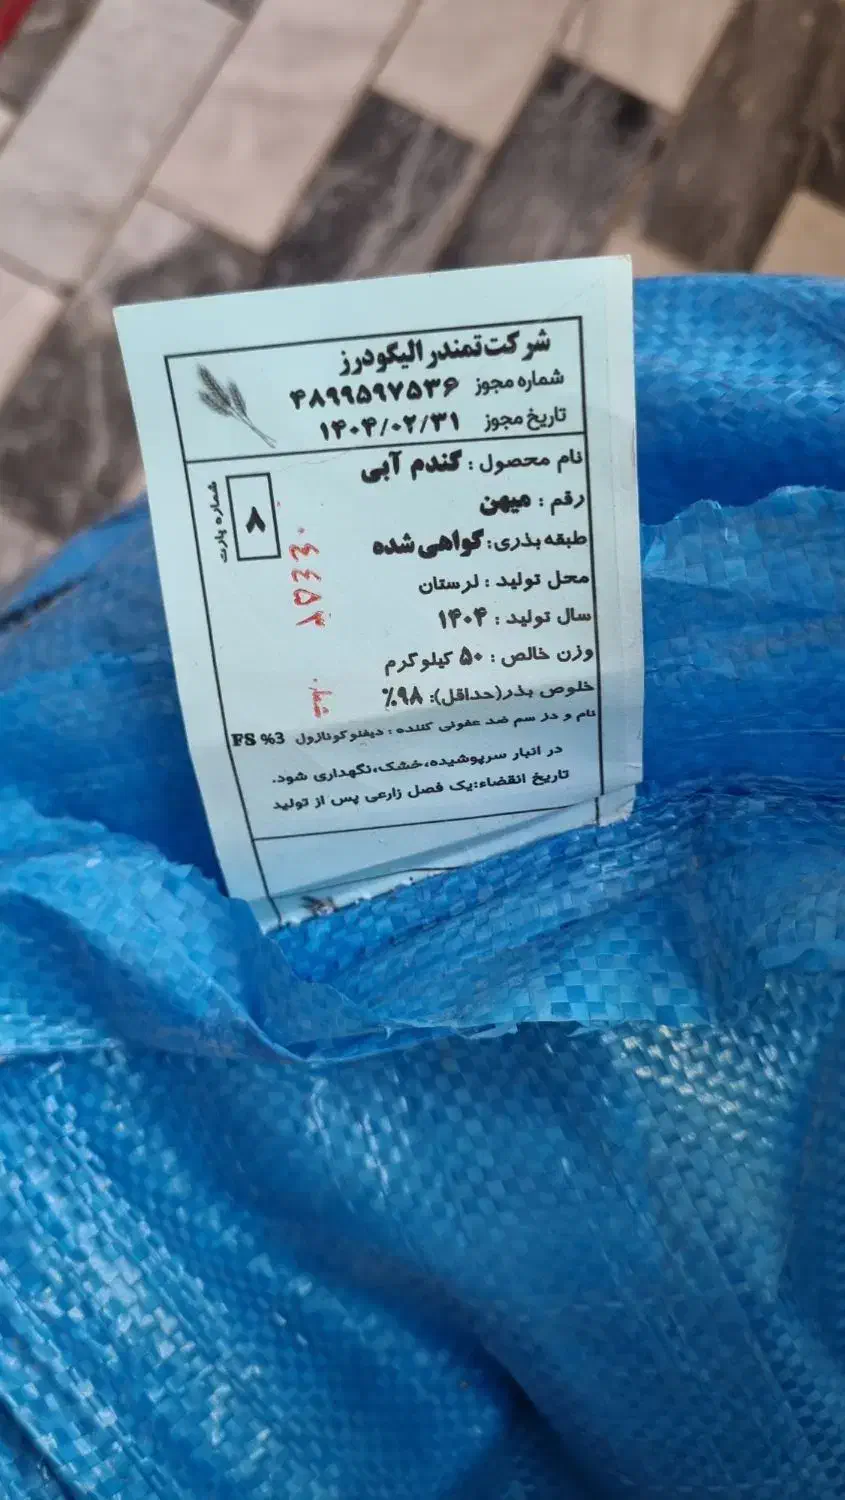 شرکت تمندر الیگودرز
شماره مجوز ۴۸۹۹۵۹۷۵۳۶
تاریخ مجوز ۱۴۰۴/۰۲/۳۱
نام محصول : گندم آبی
رقم : میهن
طبقه بذری: گواهی شده
محل تولید : لرستان
سال تولید : ۱۴۰۴
وزن خالص : ۵۰ کیلوگرم
خلوص بذر(حداقل): ۹۸٪
نام و دز سم ضد عفونی کننده : دیفنوکونازول FS %3
در انبار سرپوشیده،خشک،نگهداری شود.
تاریخ انقضاء:یک فصل زارعی پس از تولید
شماره پارت
۸
شماره